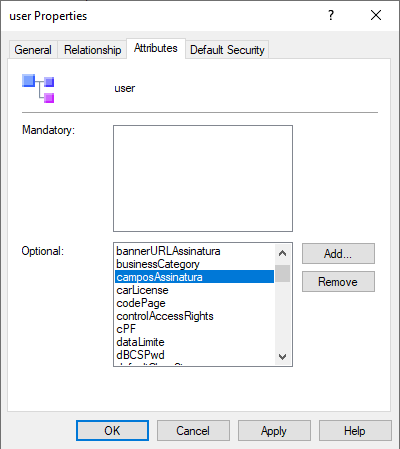 user Properties
General Relationship Attributes Default Security
user
Mandatory:
Optional:
bannerURLAssinatura
businessCategory
camposAssinatura
carLicense
codePage
controlAccessRights
cPF
dataLimite
dBCSPwd
Add...
Remove
OK Cancel Apply Help